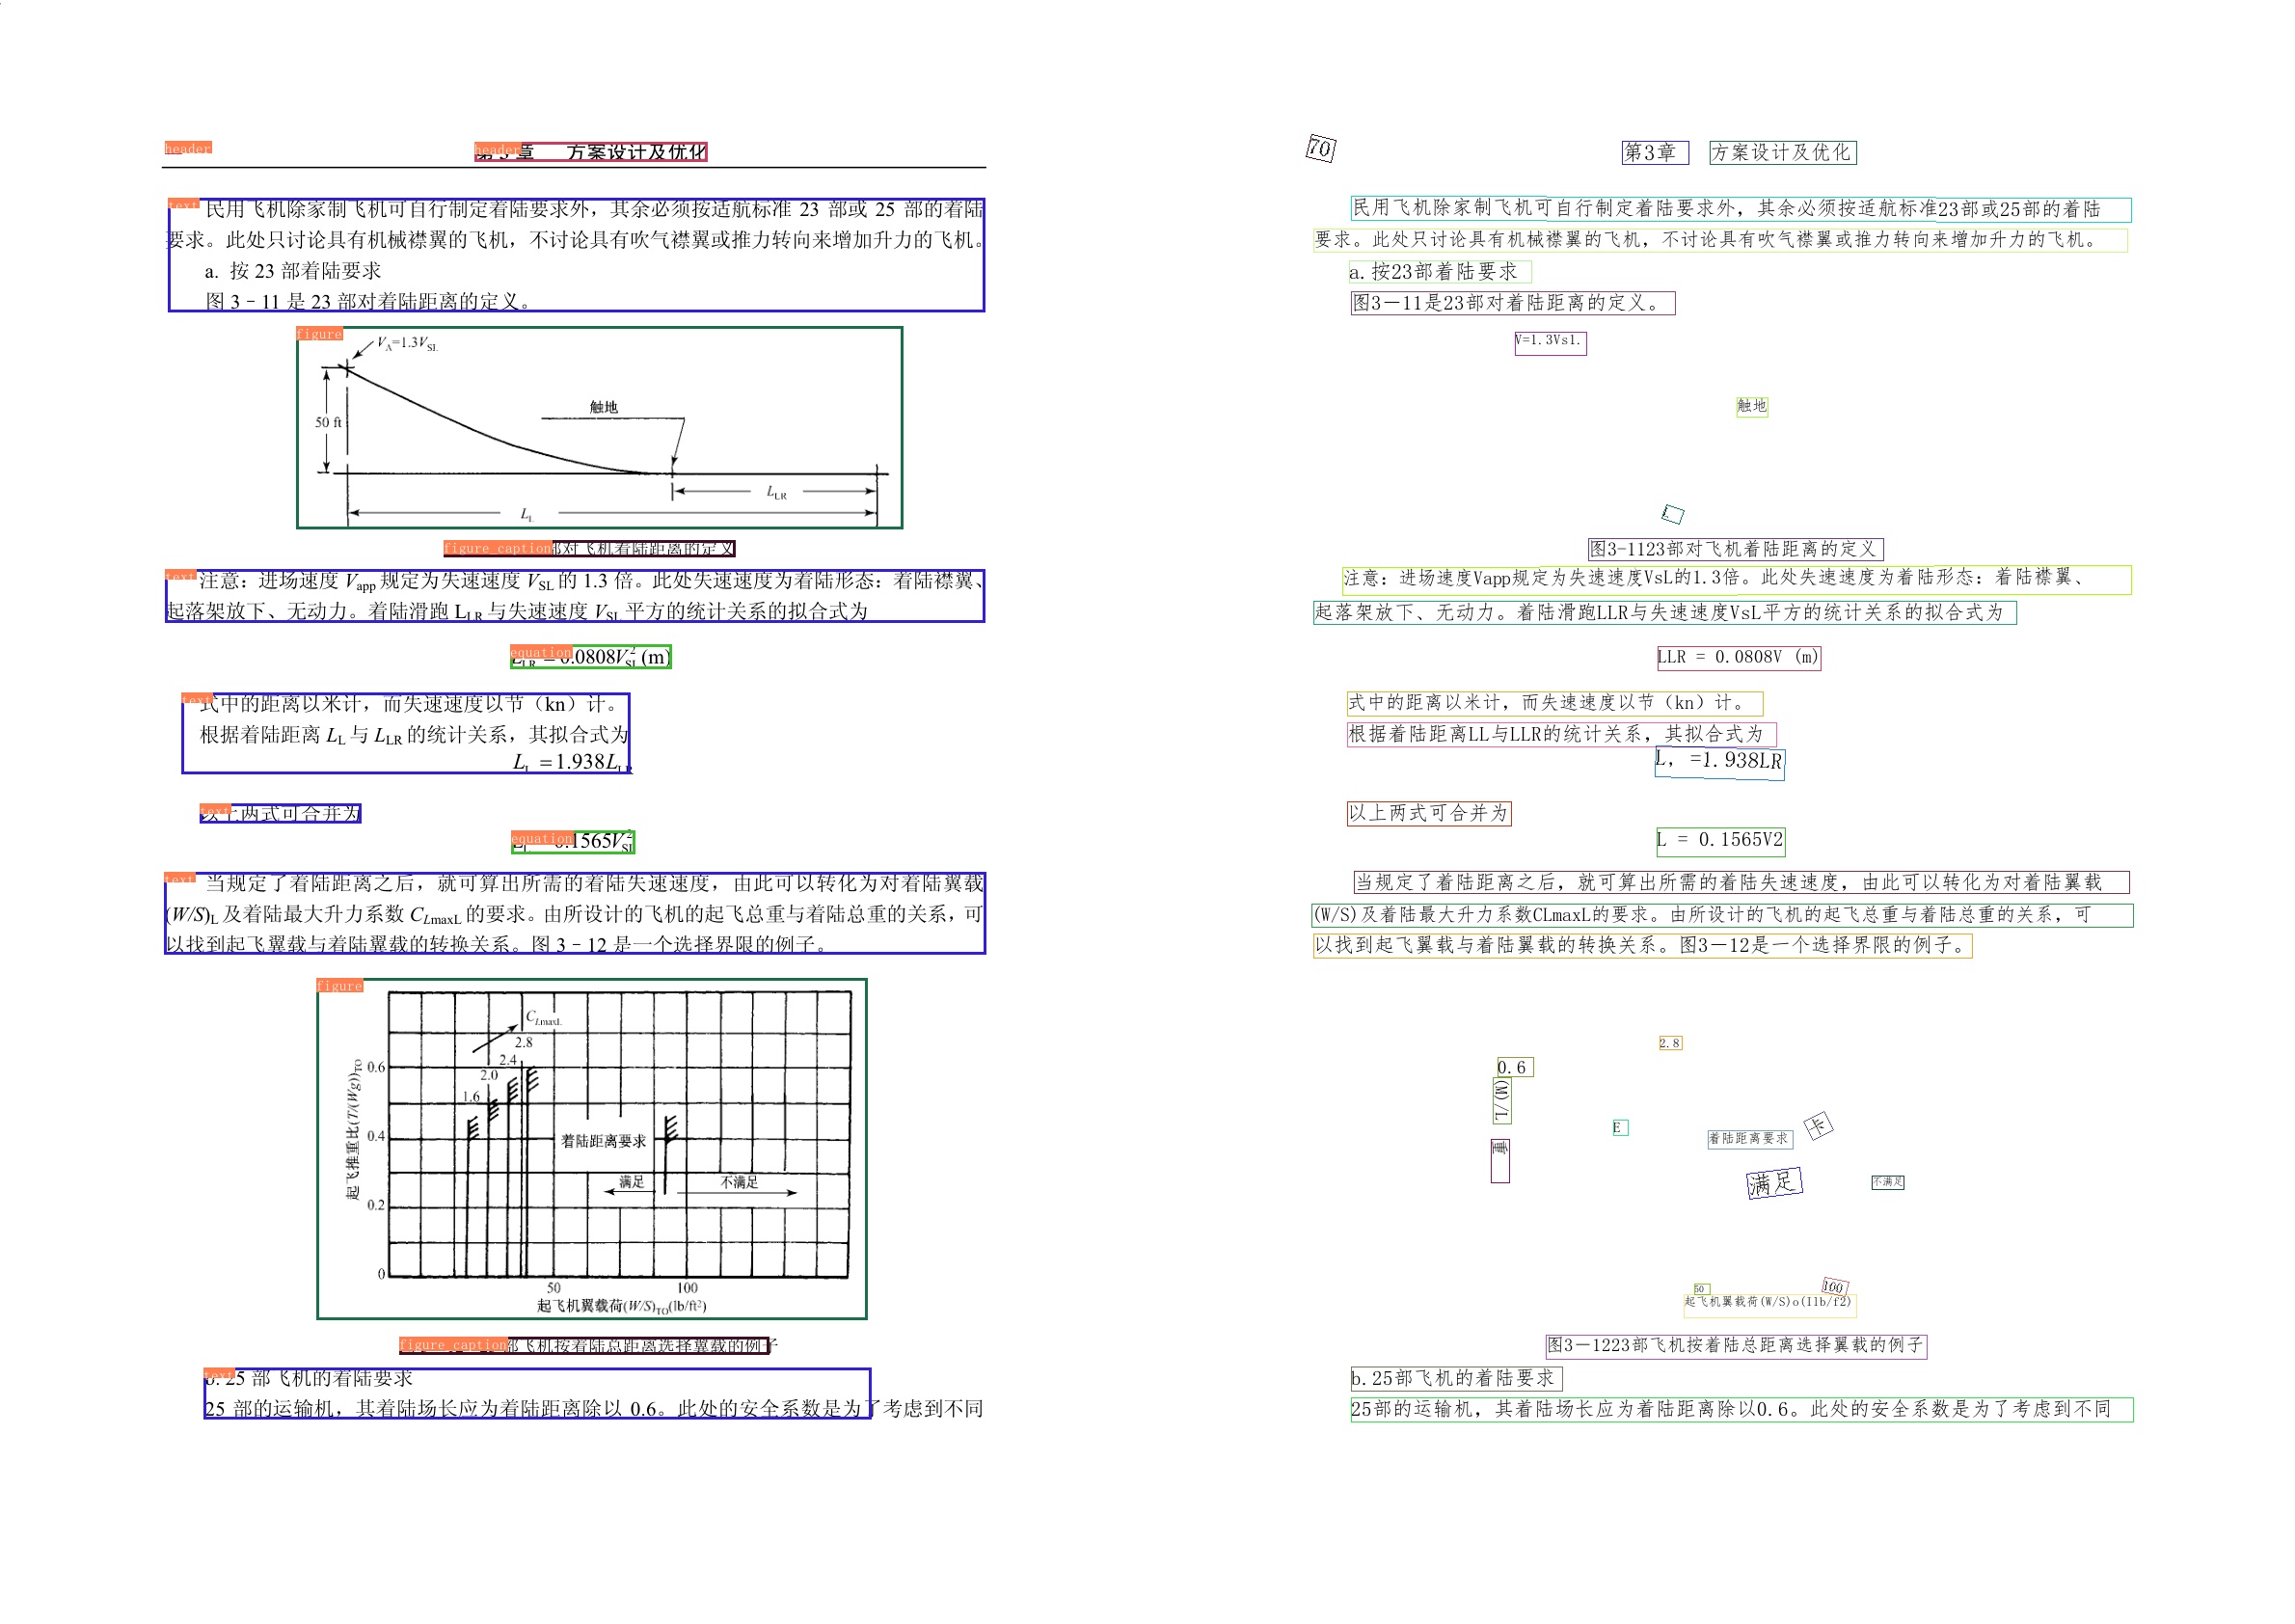 header
header 第 3 章 方案设计及优化
text 民用飞机除家制飞机可自行制定着陆要求外，其余必须按适航标准 23 部或 25 部的着陆
要求。此处只讨论具有机械襟翼的飞机，不讨论具有吹气襟翼或推力转向来增加升力的飞机。
a. 按 23 部着陆要求
图 3－11 是 23 部对着陆距离的定义。
figure
V_A=1.3V_SL
触地
50 ft
L_LR
L_L
figure_caption 部对飞机着陆距离的定义
text 注意：进场速度 V_app 规定为失速速度 V_SL 的 1.3 倍。此处失速速度为着陆形态：着陆襟翼、
起落架放下、无动力。着陆滑跑 L_LR 与失速速度 V_SL 平方的统计关系的拟合式为
equation L_LR = 0.0808V_SL^2 (m)
text 式中的距离以米计，而失速速度以节（kn）计。
根据着陆距离 L_L 与 L_LR 的统计关系，其拟合式为
L_L =1.938L_LR
text 以上两式可合并为
equation L_L = 0.1565V_SL^2
text 当规定了着陆距离之后，就可算出所需的着陆失速速度，由此可以转化为对着陆翼载
(W/S)_L 及着陆最大升力系数 C_LmaxL 的要求。由所设计的飞机的起飞总重与着陆总重的关系，可
以找到起飞翼载与着陆翼载的转换关系。图 3－12 是一个选择界限的例子。
figure
C_LmaxL
2.8
2.4
2.0
1.6
0.6
0.4
0.2
0
起飞推重比(T/(Wg))_TO
着陆距离要求
满足
不满足
50
100
起飞机翼载荷(W/S)_TO(lb/ft²)
figure_caption 部飞机按着陆总距离选择翼载的例子
text b. 25 部飞机的着陆要求
25 部的运输机，其着陆场长应为着陆距离除以 0.6。此处的安全系数是为了考虑到不同
70
第3章 方案设计及优化
民用飞机除家制飞机可自行制定着陆要求外，其余必须按适航标准23部或25部的着陆
要求。此处只讨论具有机械襟翼的飞机，不讨论具有吹气襟翼或推力转向来增加升力的飞机。
a.按23部着陆要求
图3－11是23部对着陆距离的定义。
V=1.3Vs1.
触地
图3-1123部对飞机着陆距离的定义
注意：进场速度Vapp规定为失速速度VsL的1.3倍。此处失速速度为着陆形态：着陆襟翼、
起落架放下、无动力。着陆滑跑LLR与失速速度VsL平方的统计关系的拟合式为
LLR = 0.0808V (m)
式中的距离以米计，而失速速度以节（kn）计。
根据着陆距离LL与LLR的统计关系，其拟合式为
L, =1.938LR
以上两式可合并为
L = 0.1565V2
当规定了着陆距离之后，就可算出所需的着陆失速速度，由此可以转化为对着陆翼载
(W/S)及着陆最大升力系数CLmaxL的要求。由所设计的飞机的起飞总重与着陆总重的关系，可
以找到起飞翼载与着陆翼载的转换关系。图3－12是一个选择界限的例子。
2.8
0.6
(M)/L
E
卡
着陆距离要求
重
满足
不满足
50
100
起飞机翼载荷(W/S)o(Ilb/f2)
图3－1223部飞机按着陆总距离选择翼载的例子
b.25部飞机的着陆要求
25部的运输机，其着陆场长应为着陆距离除以0.6。此处的安全系数是为了考虑到不同